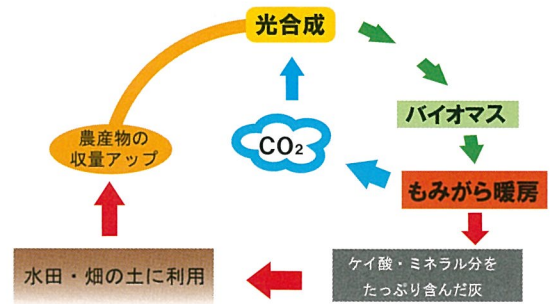 光合成
バイオマス
農産物の
収量アップ
CO₂
もみがら暖房
ケイ酸・ミネラル分を
たっぷり含んだ灰
水田・畑の土に利用